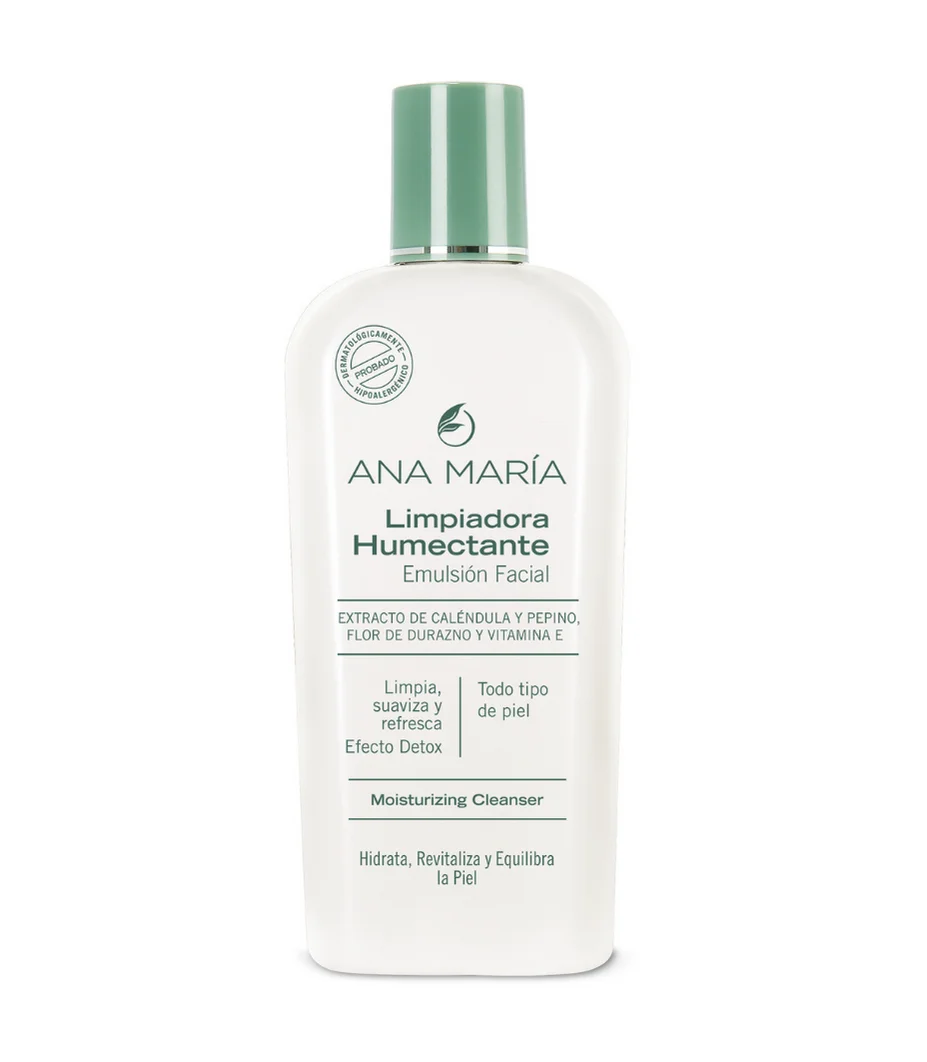 DERMATOLÓGICAMENTE
PROBADO
HIPOALERGÉNICO
ANA MARÍA
Limpiadora
Humectante
Emulsión Facial
EXTRACTO DE CALÉNDULA Y PEPINO,
FLOR DE DURAZNO Y VITAMINA E
Limpia,
suaviza y
refresca
Efecto Detox
Todo tipo
de piel
Moisturizing Cleanser
Hidrata, Revitaliza y Equilibra
la Piel